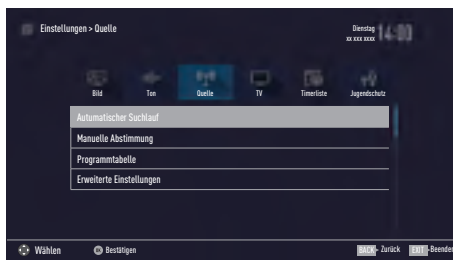 Einstellungen > Quelle
Dienstag
xx xxx xxxx 14:00
Bild Ton Quelle TV Timerliste Jugendschutz
Automatischer Suchlauf
Manuelle Abstimmung
Programmtabelle
Erweiterte Einstellungen
Wählen OK Bestätigen BACK Zurück EXIT Beenden